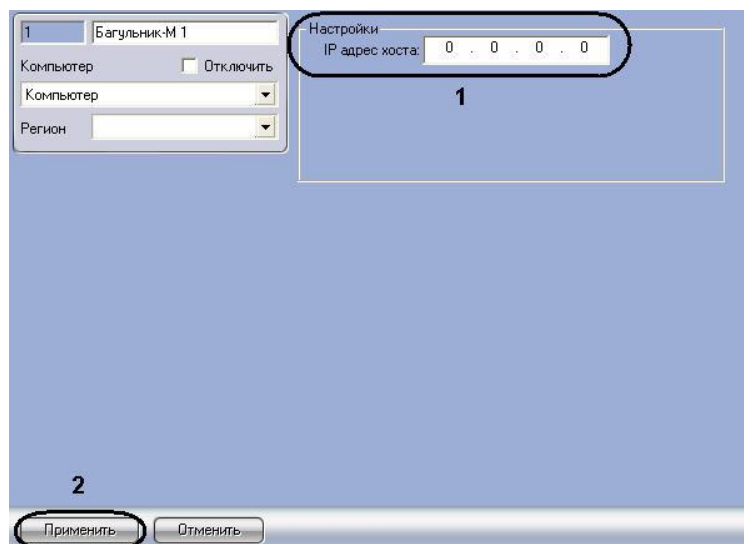 1 Багульник-М 1
Компьютер Отключить
Компьютер
Регион
Настройки
IP адрес хоста: 0 . 0 . 0 . 0
1
2
Применить Отменить